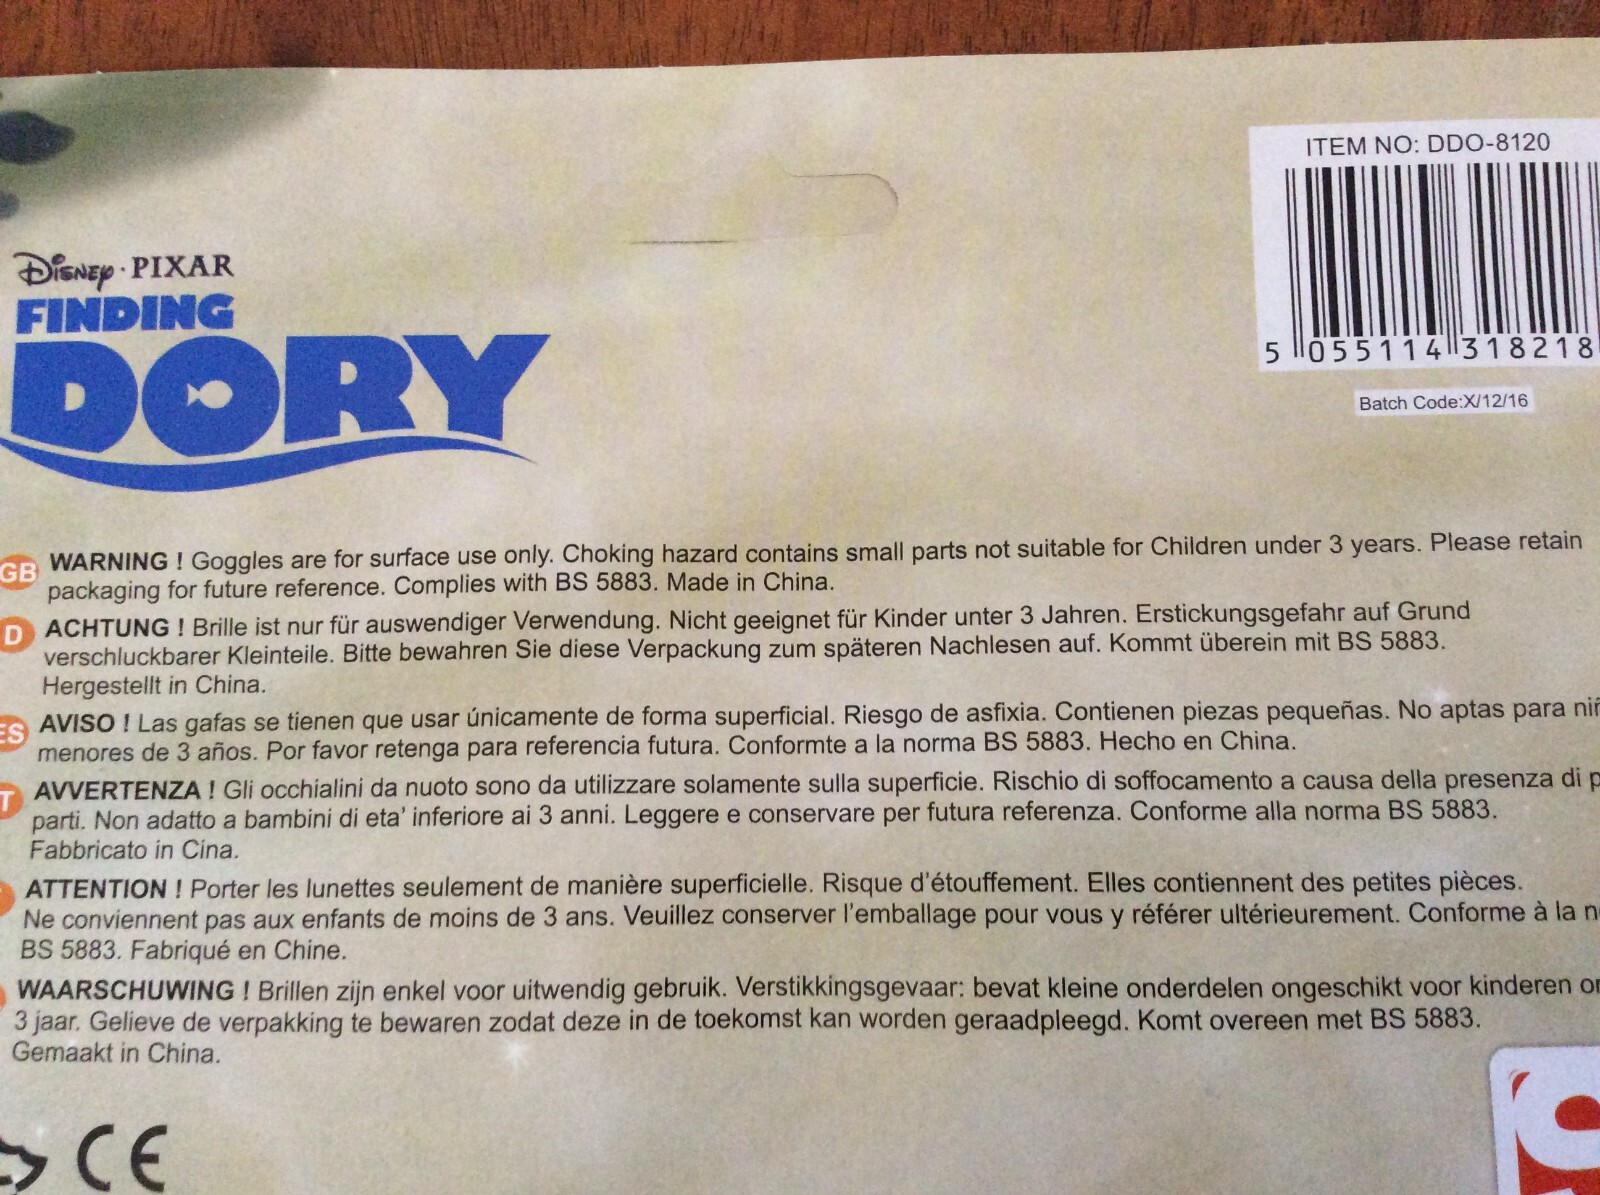 ITEM NO: DDO-8120
5 055114 318218
Batch Code:X/12/16
Disney · PIXAR
FINDING
DORY
GB WARNING ! Goggles are for surface use only. Choking hazard contains small parts not suitable for Children under 3 years. Please retain
packaging for future reference. Complies with BS 5883. Made in China.
D ACHTUNG ! Brille ist nur für auswendiger Verwendung. Nicht geeignet für Kinder unter 3 Jahren. Erstickungsgefahr auf Grund
verschluckbarer Kleinteile. Bitte bewahren Sie diese Verpackung zum späteren Nachlesen auf. Kommt überein mit BS 5883.
Hergestellt in China.
ES AVISO ! Las gafas se tienen que usar únicamente de forma superficial. Riesgo de asfixia. Contienen piezas pequeñas. No aptas para
menores de 3 años. Por favor retenga para referencia futura. Conformte a la norma BS 5883. Hecho en China.
AVVERTENZA ! Gli occhialini da nuoto sono da utilizzare solamente sulla superficie. Rischio di soffocamento a causa della presenza di
parti. Non adatto a bambini di eta' inferiore ai 3 anni. Leggere e conservare per futura referenza. Conforme alla norma BS 5883.
Fabbricato in Cina.
ATTENTION ! Porter les lunettes seulement de manière superficielle. Risque d'étouffement. Elles contiennent des petites pièces.
Ne conviennent pas aux enfants de moins de 3 ans. Veuillez conserver l'emballage pour vous y référer ultérieurement. Conforme à la
BS 5883. Fabriqué en Chine.
WAARSCHUWING ! Brillen zijn enkel voor uitwendig gebruik. Verstikkingsgevaar: bevat kleine onderdelen ongeschikt voor kinderen
3 jaar. Gelieve de verpakking te bewaren zodat deze in de toekomst kan worden geraadpleegd. Komt overeen met BS 5883.
Gemaakt in China.
CE